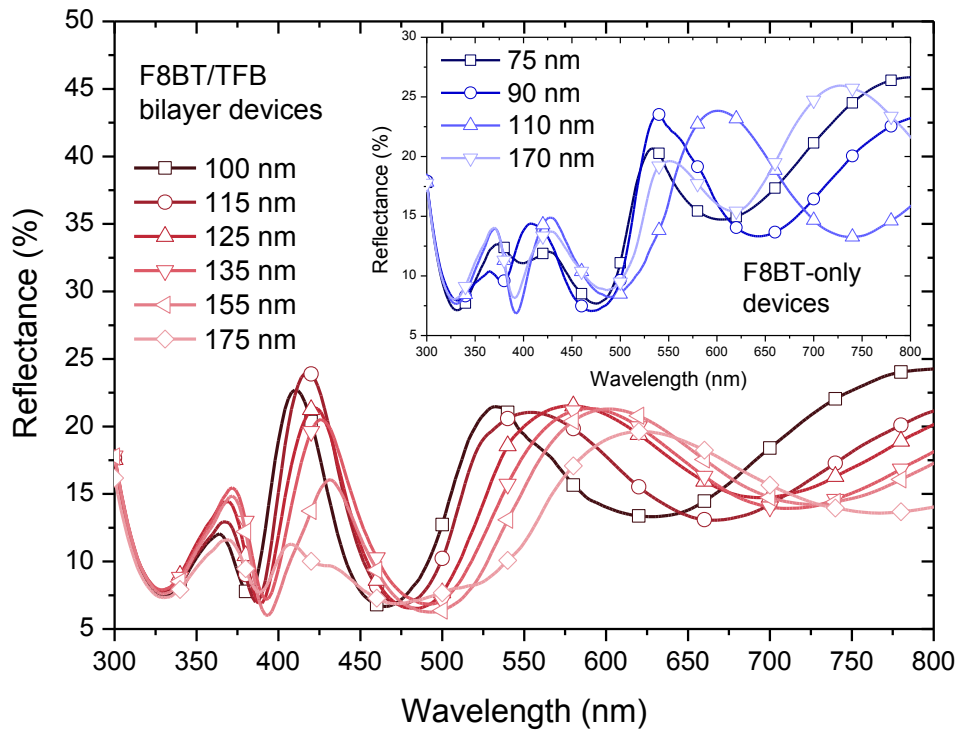 50
45
40
35
30
25
20
15
10
5
Reflectance (%)
F8BT/TFB
bilayer devices
100 nm
115 nm
125 nm
135 nm
155 nm
175 nm
300
350
400
450
500
550
600
650
700
750
800
Wavelength (nm)
30
25
20
15
10
5
Reflectance (%)
75 nm
90 nm
110 nm
170 nm
F8BT-only
devices
300
350
400
450
500
550
600
650
700
750
800
Wavelength (nm)